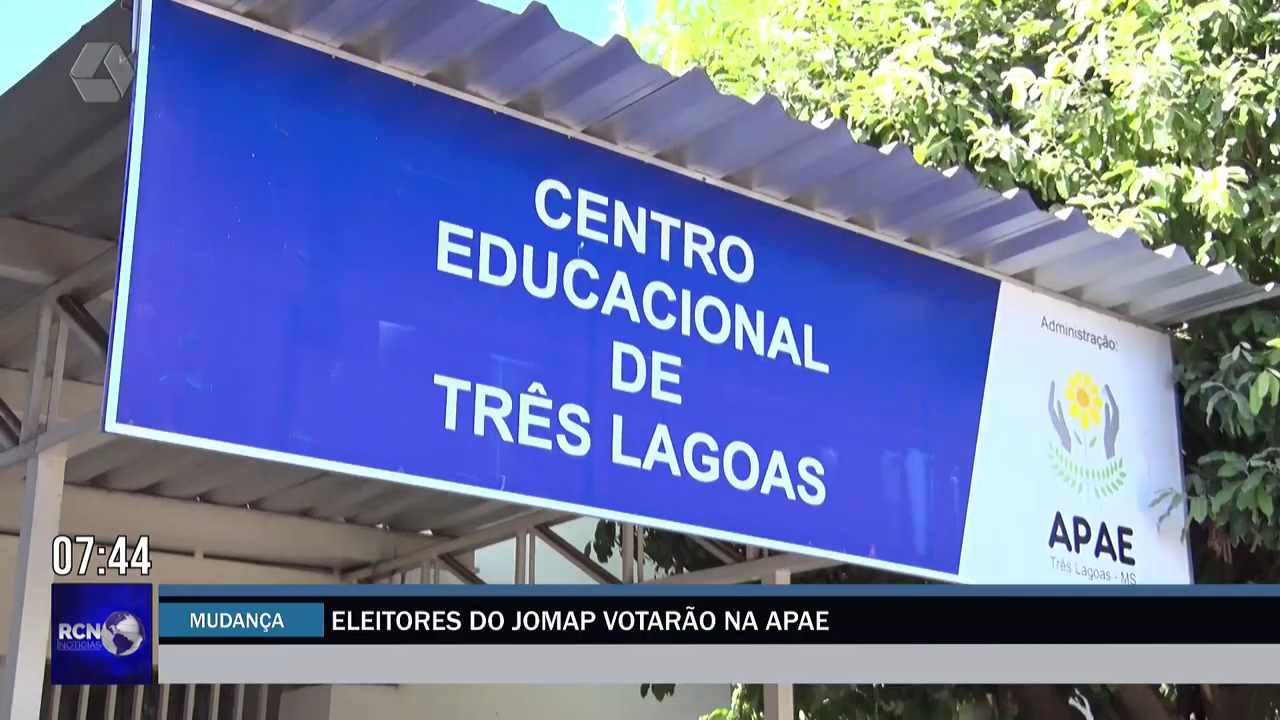 CENTRO
EDUCACIONAL
DE
TRÊS LAGOAS
Administração:
APAE
Três Lagoas - MS
07:44
RCN
NOTÍCIAS
MUDANÇA
ELEITORES DO JOMAP VOTARÃO NA APAE